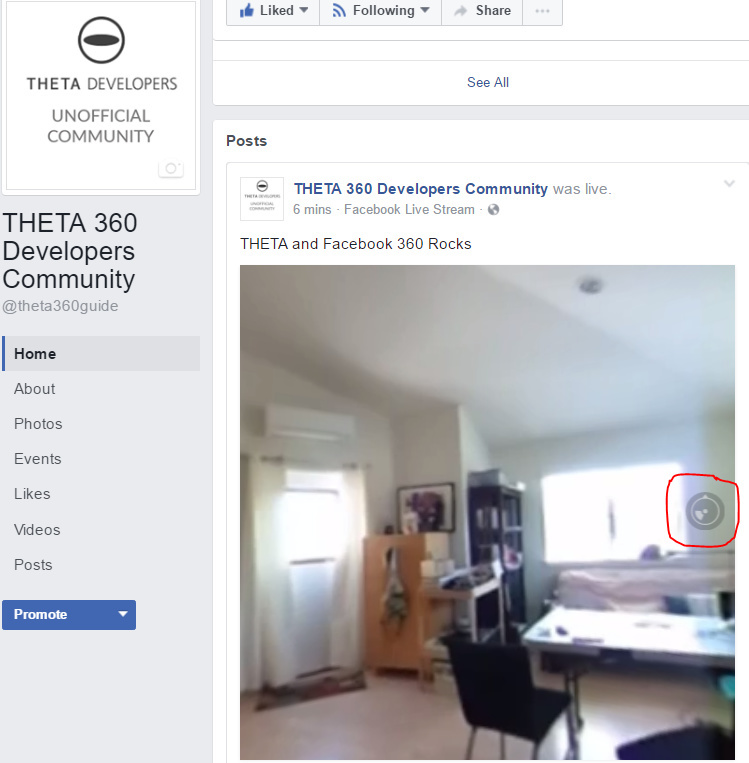 THETA DEVELOPERS
UNOFFICIAL
COMMUNITY
THETA 360
Developers
Community
@theta360guide
Home
About
Photos
Events
Likes
Videos
Posts
Promote
Liked
Following
Share
See All
Posts
THETA DEVELOPERS
UNOFFICIAL
COMMUNITY
THETA 360 Developers Community was live.
6 mins · Facebook Live Stream ·
THETA and Facebook 360 Rocks